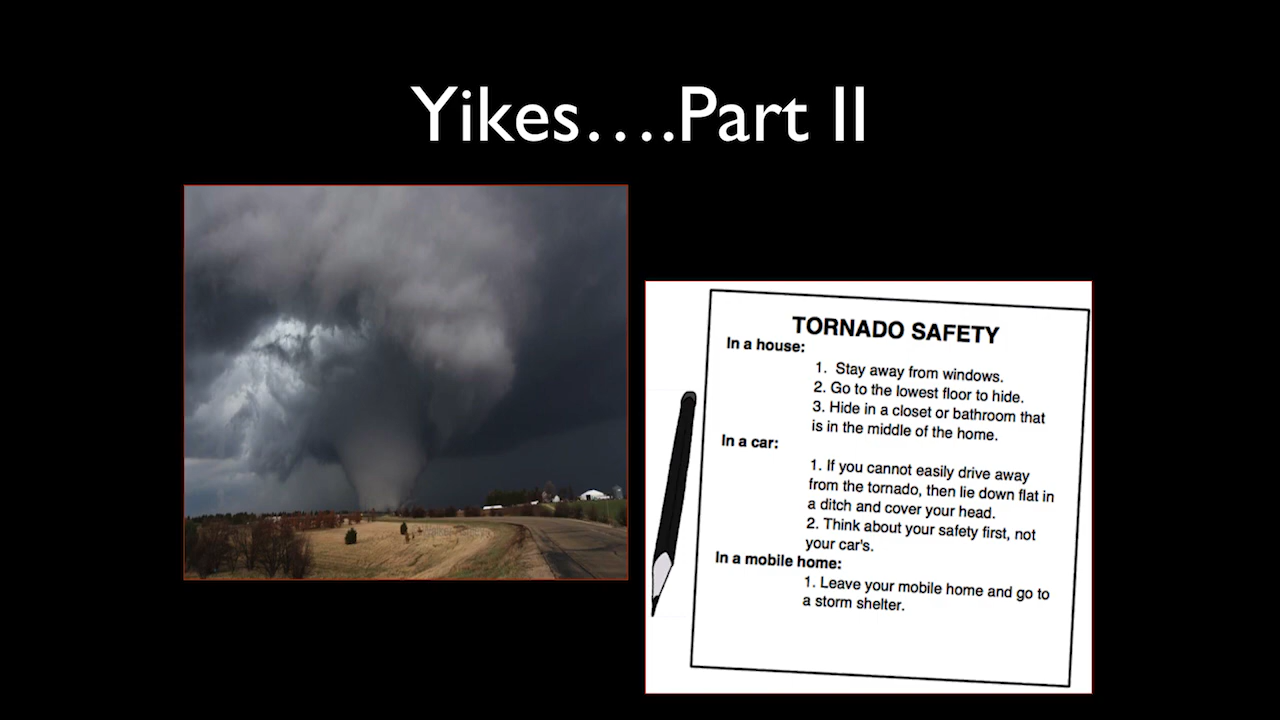 Yikes….Part II
TORNADO SAFETY
In a house:
1. Stay away from windows.
2. Go to the lowest floor to hide.
3. Hide in a closet or bathroom that
is in the middle of the home.
In a car:
1. If you cannot easily drive away
from the tornado, then lie down flat in
a ditch and cover your head.
2. Think about your safety first, not
your car's.
In a mobile home:
1. Leave your mobile home and go to
a storm shelter.